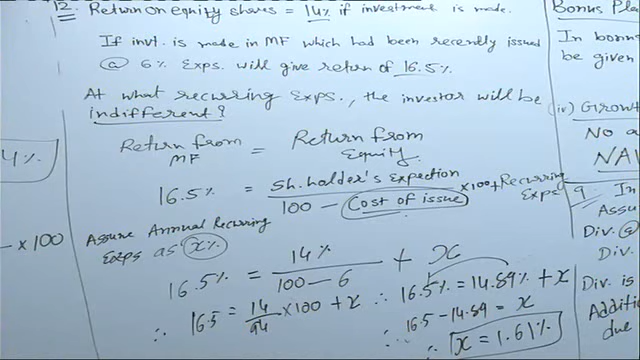 12. Return on equity shares = 14% if investment is made.
If invt. is made in MF which had been recently issued
@ 6% Exps. will give return of 16.5%.
At what recurring Exps., the investor will be
indifferent?
Return from MF = Return from Equity.
16.5% = Sh.holder's Expection / 100 - Cost of issue × 100 + Recurring Exps
Assume Annual Recurring
Exps as x%
16.5% = 14% / 100 - 6 + x
∴ 16.5 = 14/94 × 100 + x
∴ 16.5% = 14.89% + x
∴ 16.5 - 14.89 = x
∴ x = 1.61%
4%.
- × 100
Bonus Pla
In bonu
be given
(iv) Growt
No a
NAV
9. In
Assu
Div. @
Div.
Div. is
Additio
due